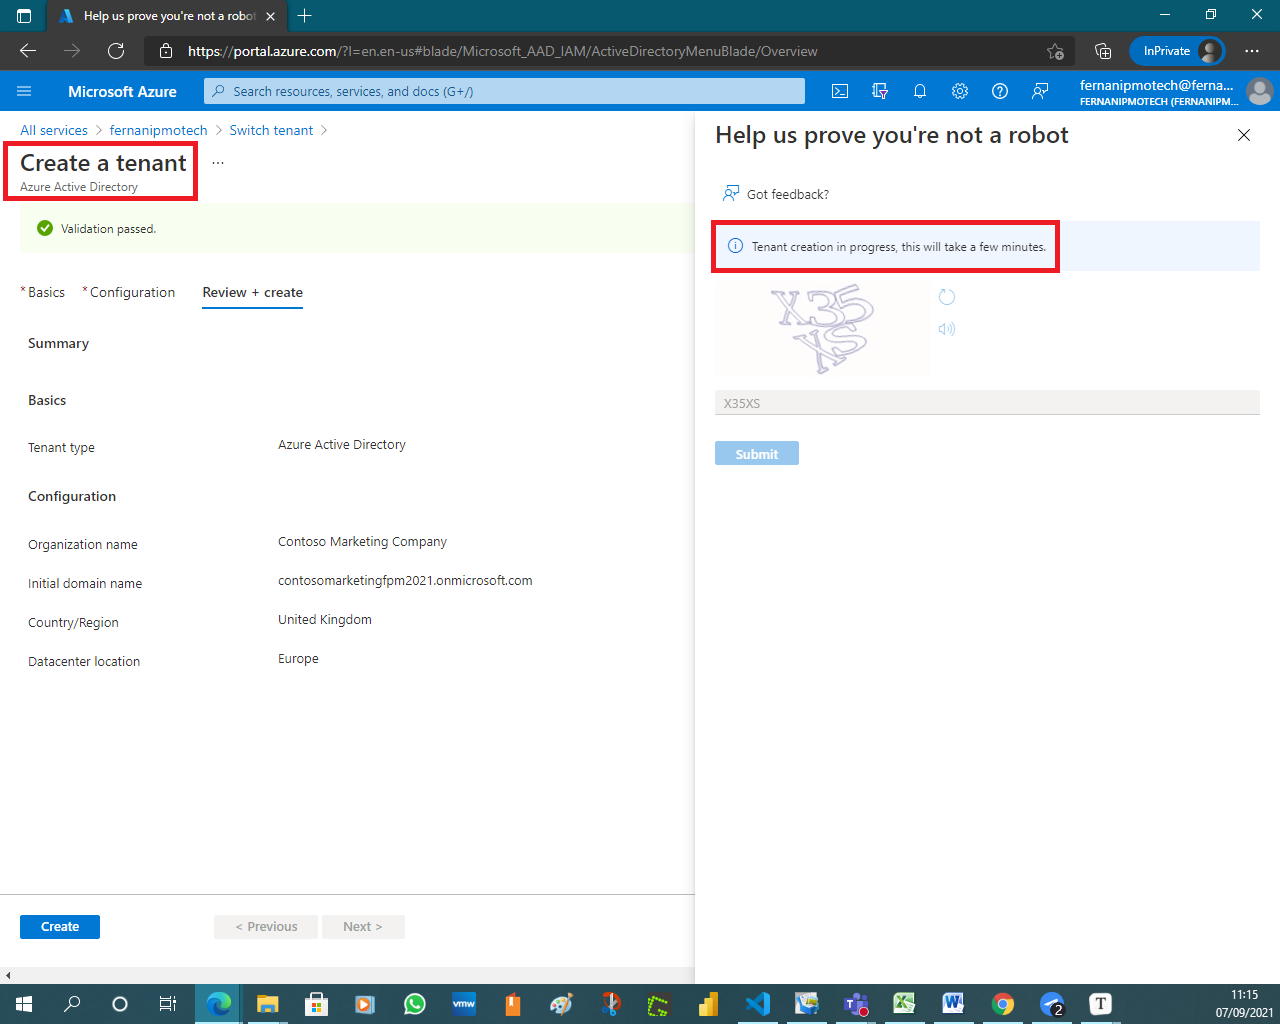 Help us prove you're not a robot
https://portal.azure.com/?l=en.en-us#blade/Microsoft_AAD_IAM/ActiveDirectoryMenuBlade/Overview
InPrivate
Microsoft Azure
Search resources, services, and docs (G+/)
fernanipmotech@ferna...
FERNANIPMOTECH (FERNANIPM...
All services > fernanipmotech > Switch tenant >
Create a tenant ...
Azure Active Directory
Validation passed.
* Basics * Configuration Review + create
Summary
Basics
Tenant type Azure Active Directory
Configuration
Organization name Contoso Marketing Company
Initial domain name contosomarketingfpm2021.onmicrosoft.com
Country/Region United Kingdom
Datacenter location Europe
Create < Previous Next >
Help us prove you're not a robot
Got feedback?
Tenant creation in progress, this will take a few minutes.
X35
XS
X35XS
Submit
vmw
2
T
11:15
07/09/2021